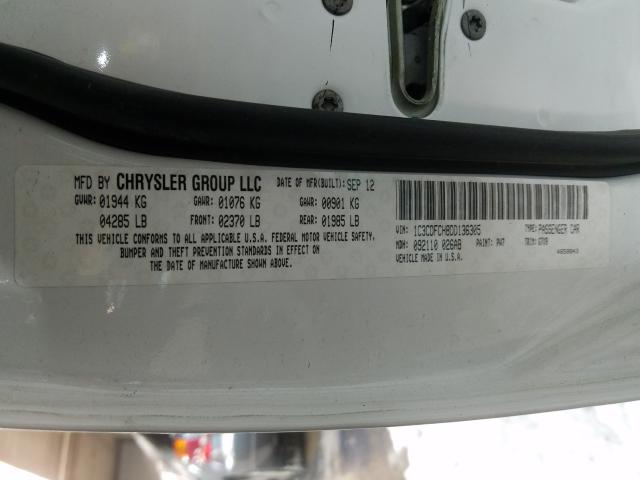 MFD BY CHRYSLER GROUP LLC DATE OF MFR(BUILT): SEP 12
GVWR: 01944 KG GAWR: 01076 KG GAWR: 00901 KG
04285 LB FRONT: 02370 LB REAR: 01985 LB
THIS VEHICLE CONFORMS TO ALL APPLICABLE U.S.A. FEDERAL MOTOR VEHICLE SAFETY,
BUMPER AND THEFT PREVENTION STANDARDS IN EFFECT ON
THE DATE OF MANUFACTURE SHOWN ABOVE.
VIN: 1C3CDFCH8DD136305 TYPE: PASSENGER CAR
MDH: 092110 026AB PAINT: PW7 TRIM:
VEHICLE MADE IN U.S.A.